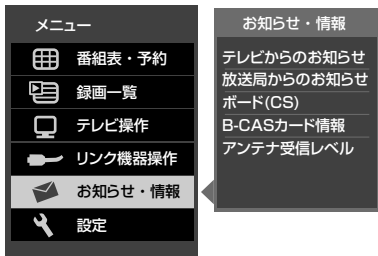 メニュー
番組表・予約
録画一覧
テレビ操作
リンク機器操作
お知らせ・情報
設定
お知らせ・情報
テレビからのお知らせ
放送局からのお知らせ
ボード(CS)
B-CASカード情報
アンテナ受信レベル